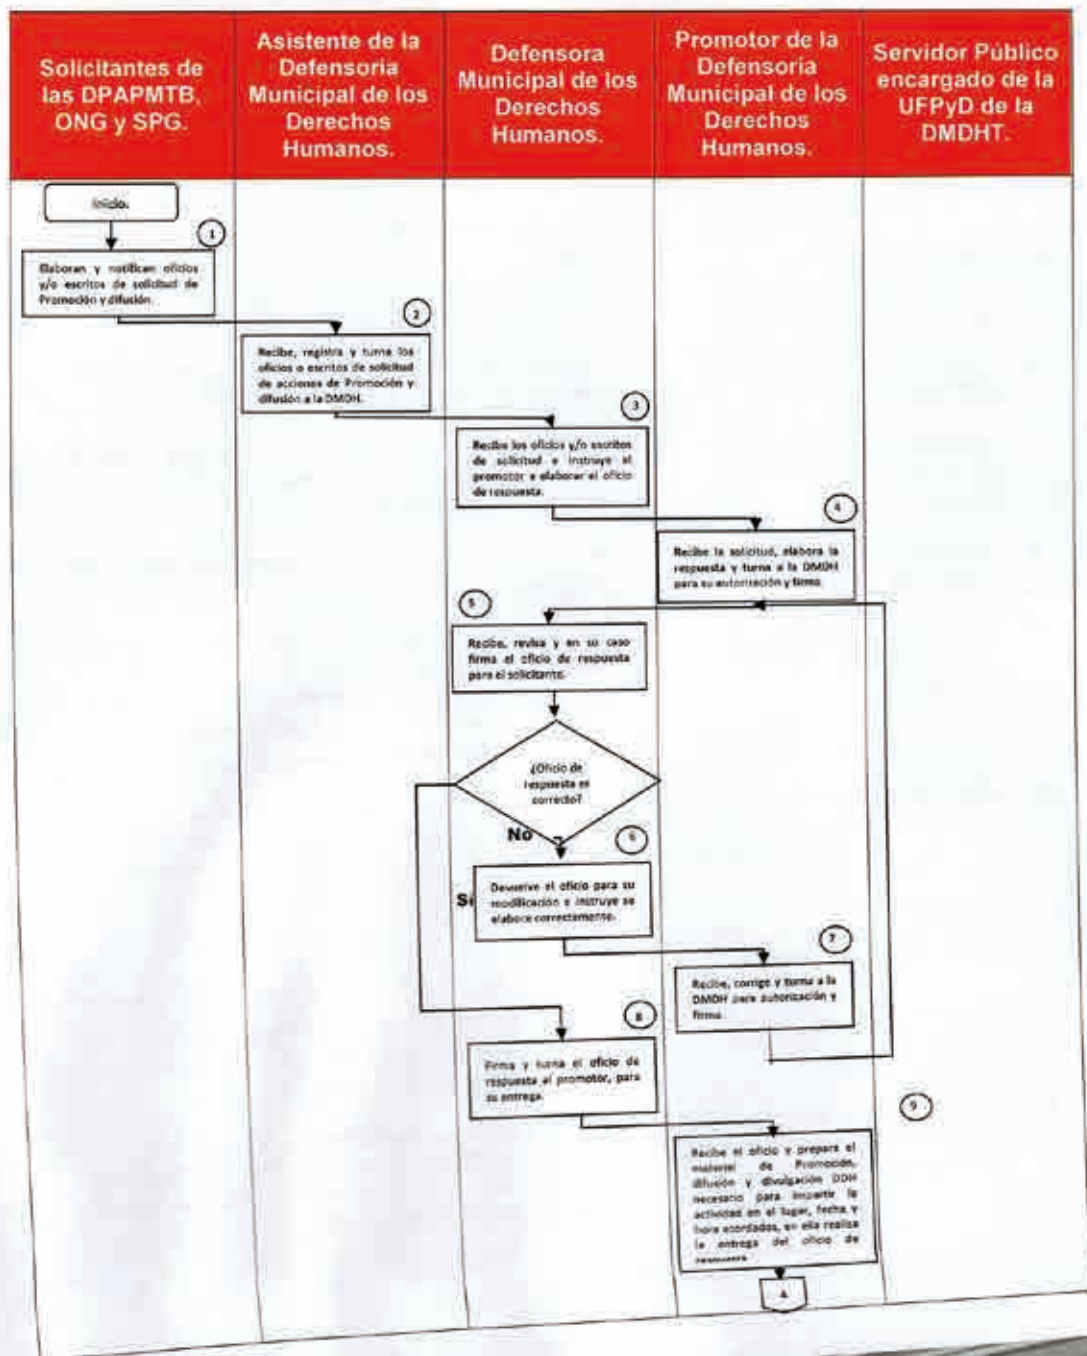 Solicitantes de
las DPAPMTB,
ONG y SPG.
Asistente de la
Defensoría
Municipal de los
Derechos
Humanos.
Defensora
Municipal de los
Derechos
Humanos.
Promotor de la
Defensoría
Municipal de los
Derechos
Humanos.
Servidor Público
encargado de la
UFPyD de la
DMDHT.
Inicio.
1
Elaboran y notifican oficios
y/o escritos de solicitud de
Promoción y difusión.
2
Recibe, registra y turna los
oficios o escritos de solicitud
de acciones de Promoción y
difusión a la DMDH.
3
Recibe los oficios y/o escritos
de solicitud e instruye al
promotor a elaborar el oficio
de respuesta.
4
Recibe la solicitud, elabora la
respuesta y turna a la DMDH
para su autorización y firma.
5
Recibe, revisa y en su caso
firma el oficio de respuesta
para el solicitante.
¿Oficio de
respuesta es
correcto?
No
6
Devuelve el oficio para su
modificación e instruye se
elabore correctamente.
Sí
7
Recibe, corrige y turna a la
DMDH para autorización y
firma.
8
Firma y turna el oficio de
respuesta al promotor, para
su entrega.
9
Recibe el oficio y prepara el
material de Promoción,
difusión y divulgación DDH
necesario para impartir la
actividad en el lugar, fecha y
hora acordados, en ella realiza
la entrega del oficio de
respuesta
A